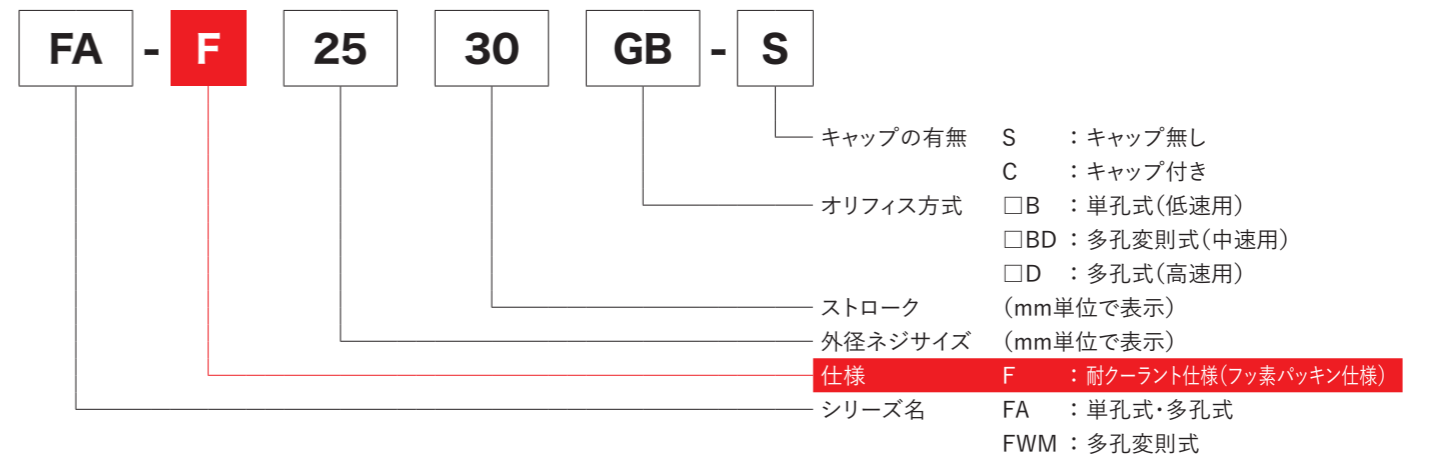 FA - F 25 30 GB - S
キャップの有無 S ：キャップ無し
C ：キャップ付き
オリフィス方式 □B ：単孔式(低速用)
□BD ：多孔変則式(中速用)
□D ：多孔式(高速用)
ストローク (mm単位で表示)
外径ネジサイズ (mm単位で表示)
仕様 F ：耐クーラント仕様(フッ素パッキン仕様)
シリーズ名 FA ：単孔式・多孔式
FWM ：多孔変則式